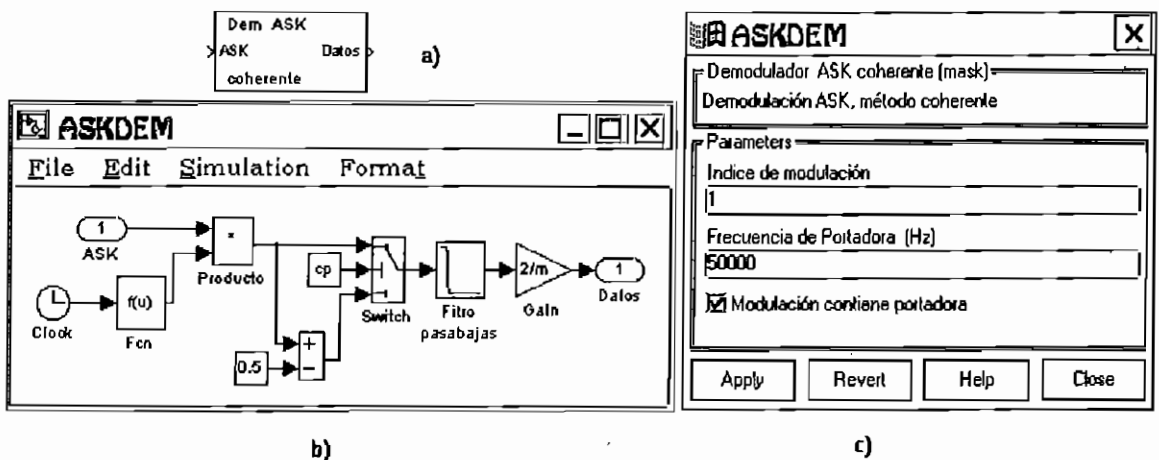 Dem ASK
ASK Datos
coherente
a)
ASKDEM
File Edit Simulation Format
1
ASK
Producto
Clook
f(u)
Fcn
cp
0.5
+
−
Switch
Fitro
pasabajas
2/m
Gain
1
Datos
b)
ASKDEM
Demodulador ASK coherente (mask)
Demodulación ASK, método coherente
Parameters
Indice de modulación
1
Frecuencia de Portadora (Hz)
50000
Modulación contiene portadora
Apply Revert Help Close
c)